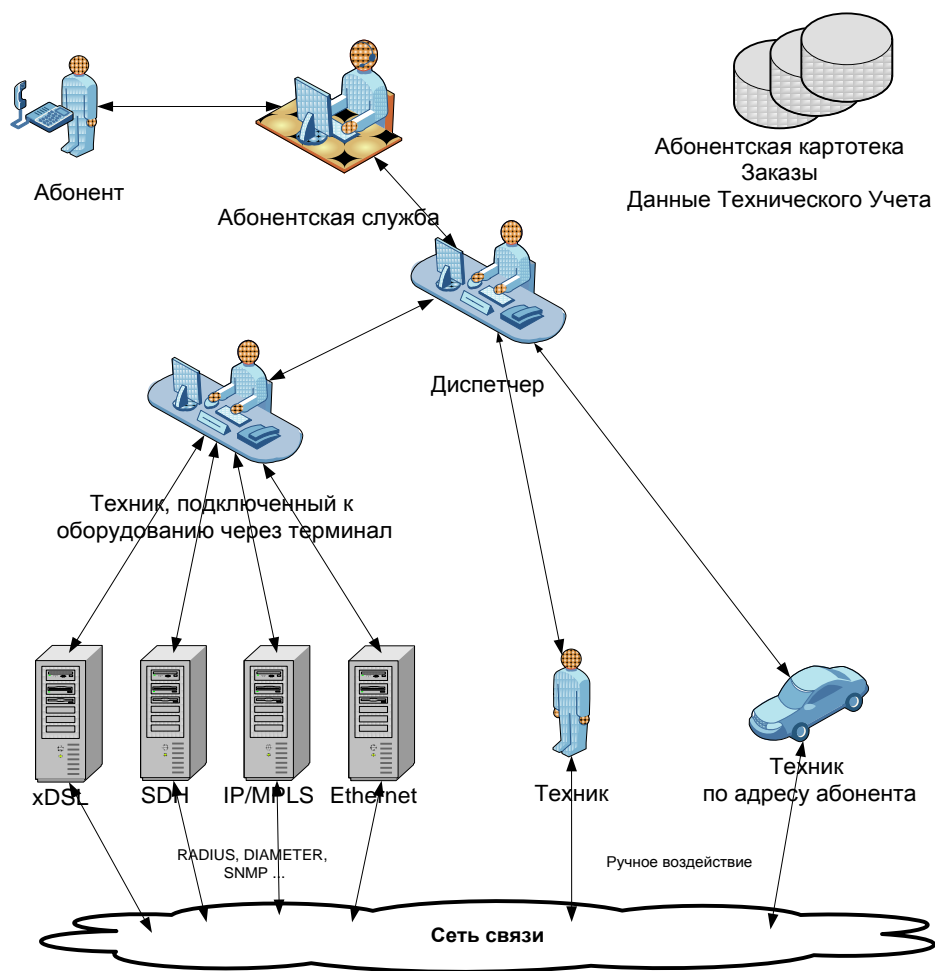 Абонентская картотека
Заказы
Данные Технического Учета
Абонент
Абонентская служба
Диспетчер
Техник, подключенный к
оборудованию через терминал
xDSL
SDH
IP/MPLS
Ethernet
Техник
Техник
по адресу абонента
RADIUS, DIAMETER,
SNMP ...
Ручное воздействие
Сеть связи